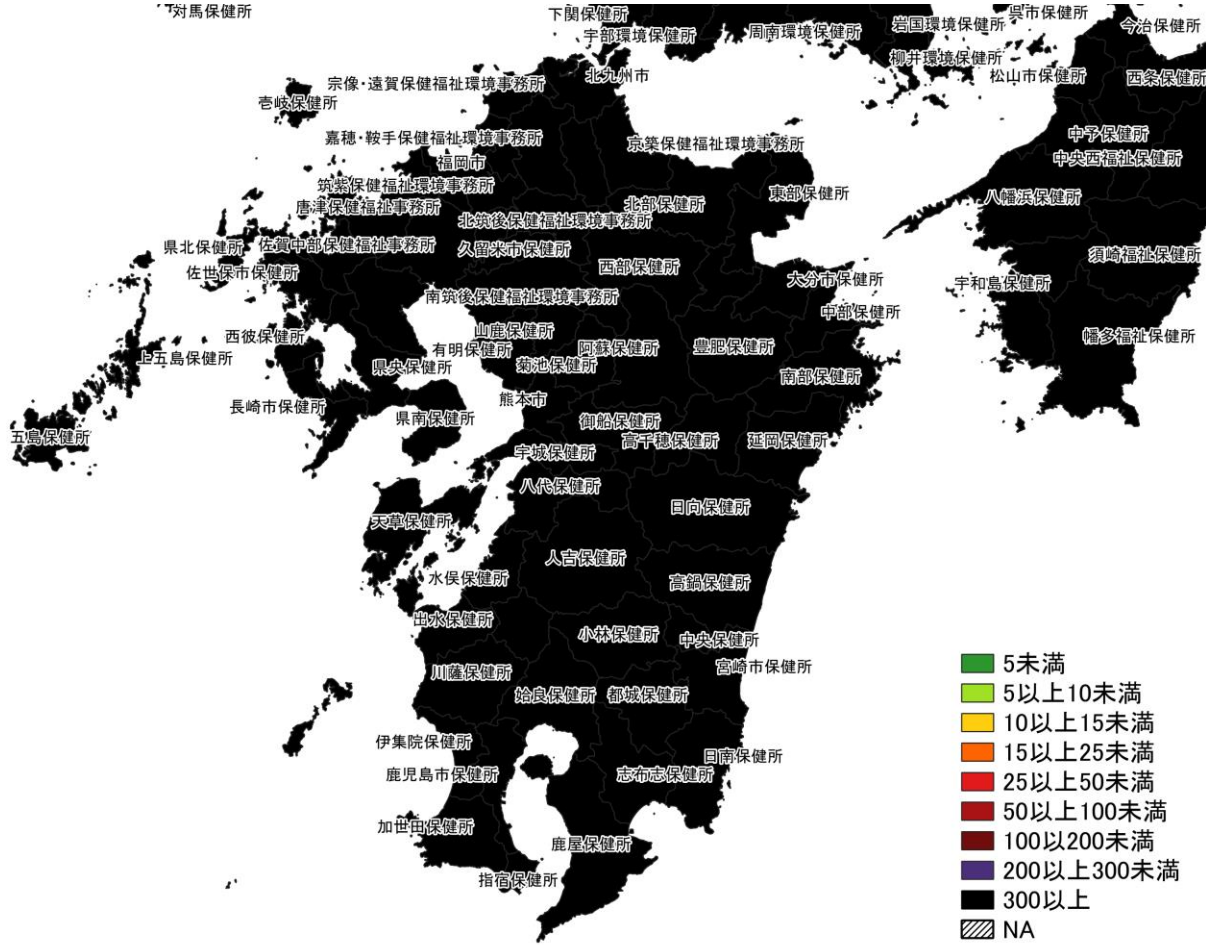 対馬保健所
下関保健所
宇部環境保健所
周南環境保健所
岩国環境保健所
呉市保健所
今治保健所
柳井環境保健所
松山市保健所
西条保健所
北九州市
宗像・遠賀保健福祉環境事務所
壱岐保健所
嘉穂・鞍手保健福祉環境事務所
京築保健福祉環境事務所
中予保健所
中央西福祉保健所
福岡市
筑紫保健福祉環境事務所
東部保健所
八幡浜保健所
唐津保健福祉事務所
北部保健所
北筑後保健福祉環境事務所
県北保健所
佐賀中部保健福祉事務所
久留米市保健所
須崎福祉保健所
佐世保市保健所
西部保健所
大分市保健所
宇和島保健所
南筑後保健福祉環境事務所
中部保健所
西彼保健所
山鹿保健所
幡多福祉保健所
有明保健所
阿蘇保健所
豊肥保健所
上五島保健所
県央保健所
菊池保健所
南部保健所
長崎市保健所
熊本市
県南保健所
御船保健所
五島保健所
高千穂保健所
延岡保健所
宇城保健所
八代保健所
日向保健所
天草保健所
人吉保健所
水俣保健所
高鍋保健所
出水保健所
小林保健所
中央保健所
宮崎市保健所
川薩保健所
姶良保健所
都城保健所
伊集院保健所
日南保健所
鹿児島市保健所
志布志保健所
加世田保健所
鹿屋保健所
指宿保健所
5未満
5以上10未満
10以上15未満
15以上25未満
25以上50未満
50以上100未満
100以200未満
200以上300未満
300以上
NA